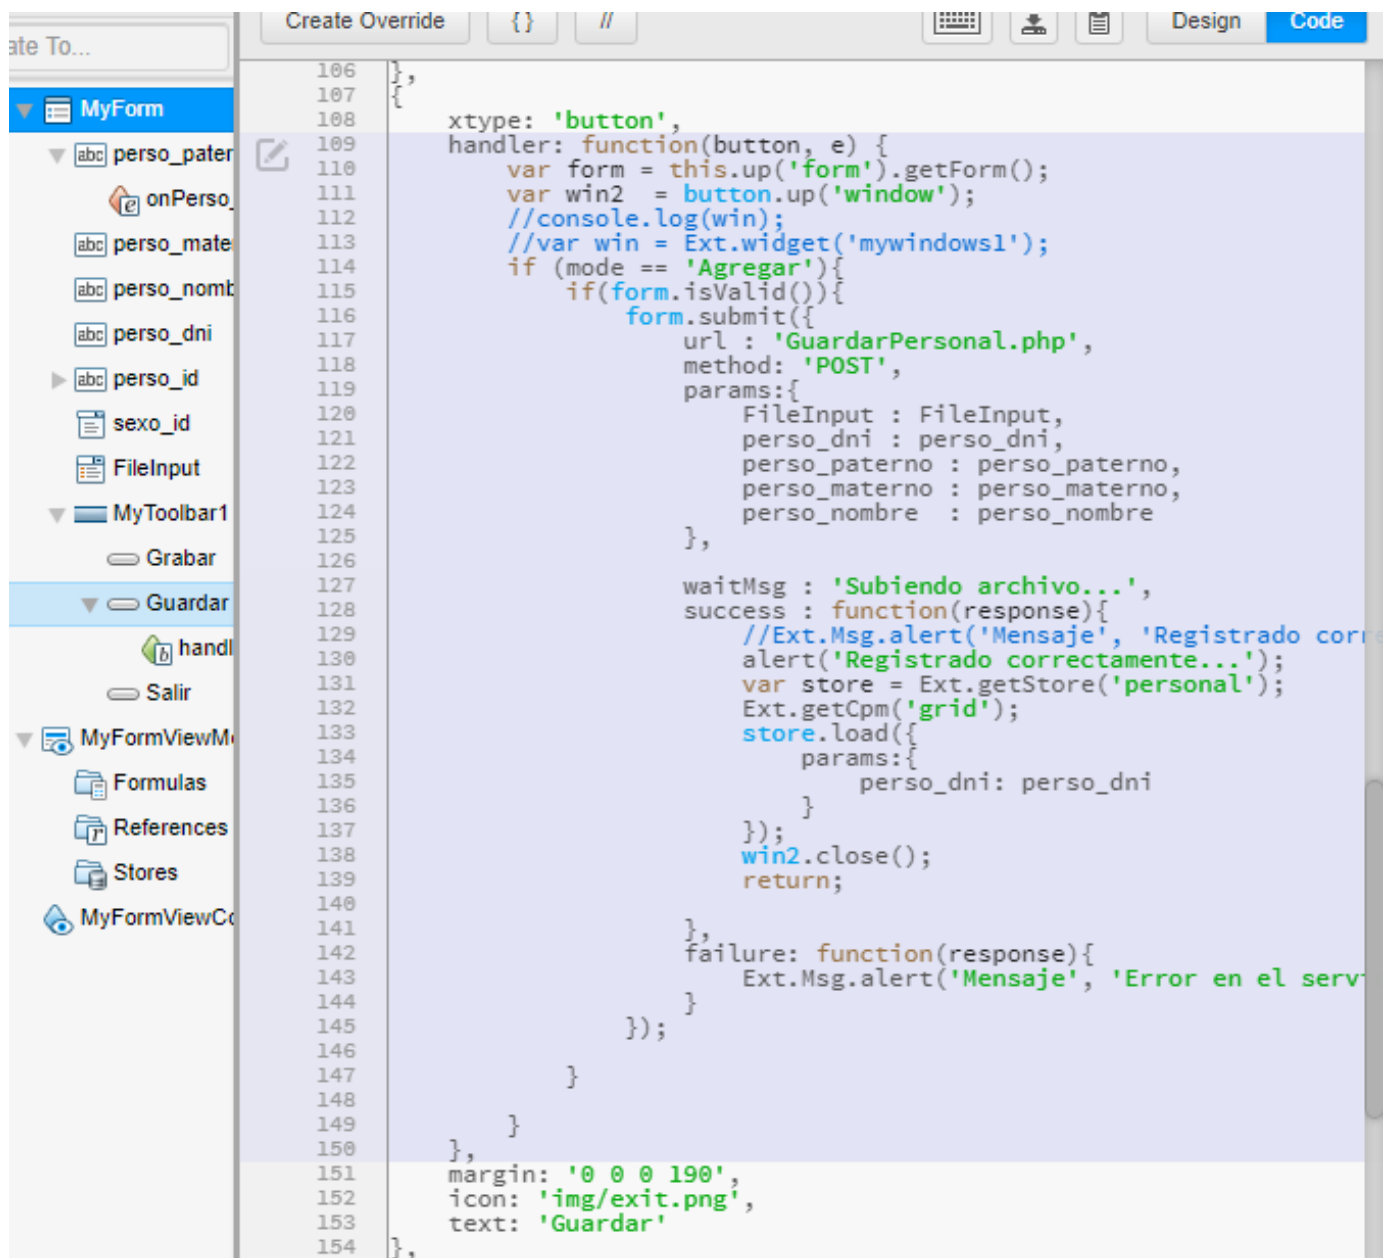 Create Override
{ }
//
Design
Code
ate To...
MyForm
perso_pater
onPerso_
perso_mate
perso_nomb
perso_dni
perso_id
sexo_id
FileInput
MyToolbar1
Grabar
Guardar
handl
Salir
MyFormViewM
Formulas
References
Stores
MyFormViewCo
106 },
107 {
108 xtype: 'button',
109 handler: function(button, e) {
110 var form = this.up('form').getForm();
111 var win2  = button.up('window');
112 //console.log(win);
113 //var win = Ext.widget('mywindows1');
114 if (mode == 'Agregar'){
115 if(form.isValid()){
116 form.submit({
117 url : 'GuardarPersonal.php',
118 method: 'POST',
119 params:{
120 FileInput : FileInput,
121 perso_dni : perso_dni,
122 perso_paterno : perso_paterno,
123 perso_materno : perso_materno,
124 perso_nombre  : perso_nombre
125 },
126
127 waitMsg : 'Subiendo archivo...',
128 success : function(response){
129 //Ext.Msg.alert('Mensaje', 'Registrado corre
130 alert('Registrado correctamente...');
131 var store = Ext.getStore('personal');
132 Ext.getCpm('grid');
133 store.load({
134 params:{
135 perso_dni: perso_dni
136 }
137 });
138 win2.close();
139 return;
140
141 },
142 failure: function(response){
143 Ext.Msg.alert('Mensaje', 'Error en el serv
144 }
145 });
146
147 }
148
149 }
150 },
151 margin: '0 0 0 190',
152 icon: 'img/exit.png',
153 text: 'Guardar'
154 },